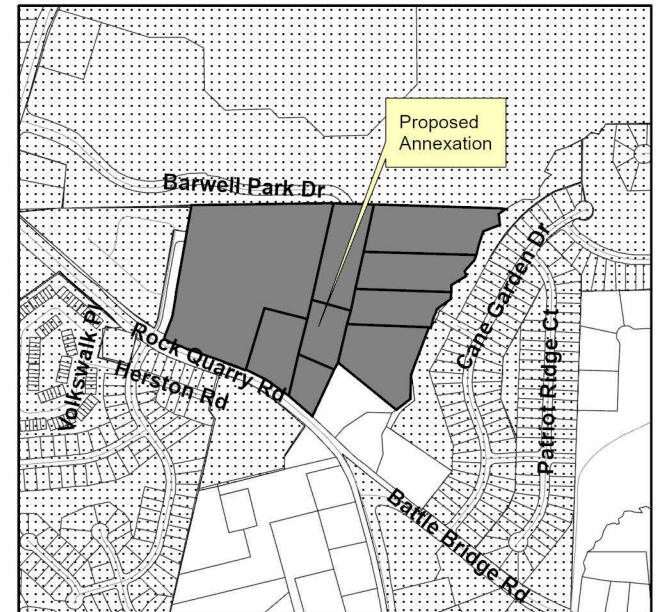 Proposed
Annexation
Barwell Park Dr
Cane Garden Dr
Rock Quarry Rd
Volkswalk Pl
Herston Rd
Patriot Ridge Ct
Battle Bridge Rd